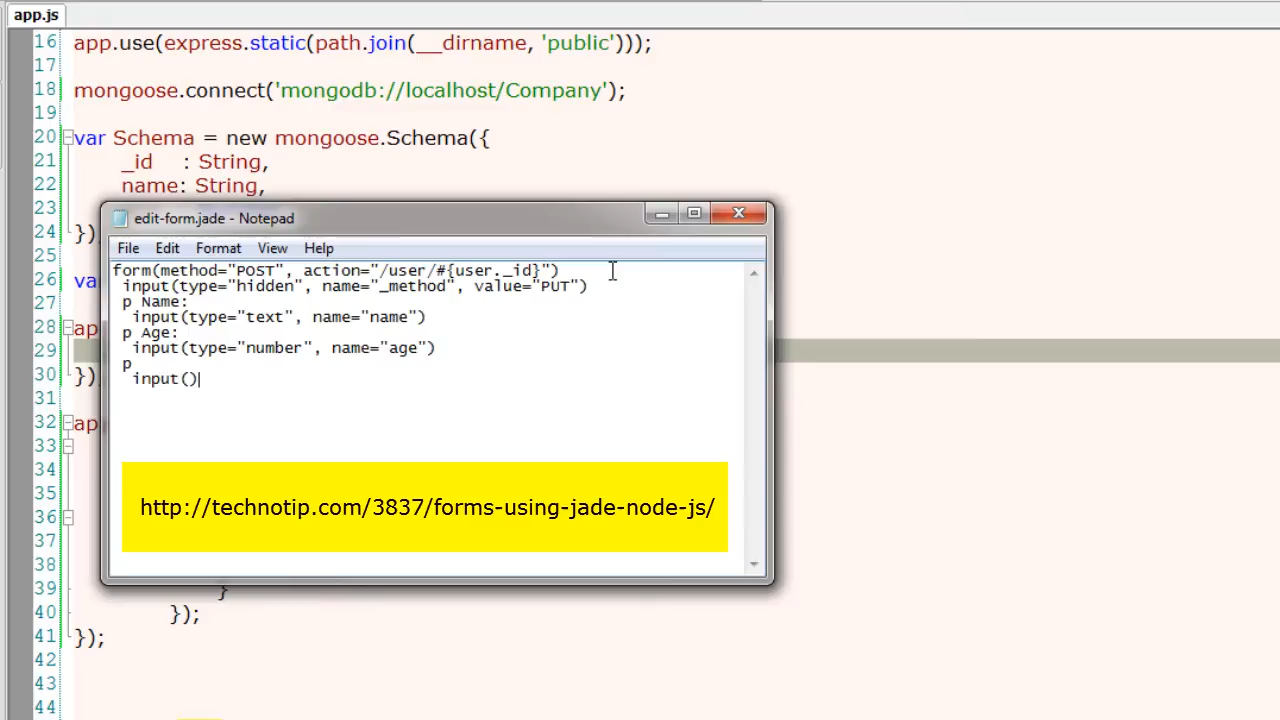 app.js
16 app.use(express.static(path.join(__dirname, 'public')));
17
18 mongoose.connect('mongodb://localhost/Company');
19
20 var Schema = new mongoose.Schema({
21 _id : String,
22 name: String,
23
24 })
25
26 va
27
28 ap
29
30 })
31
32 ap
33
34
35
36
37
38
39 }
40 });
41 });
42
43
44
edit-form.jade - Notepad
File Edit Format View Help
form(method="POST", action="/user/#{user._id}")
input(type="hidden", name="_method", value="PUT")
p Name:
input(type="text", name="name")
p Age:
input(type="number", name="age")
p
input()
http://technotip.com/3837/forms-using-jade-node-js/